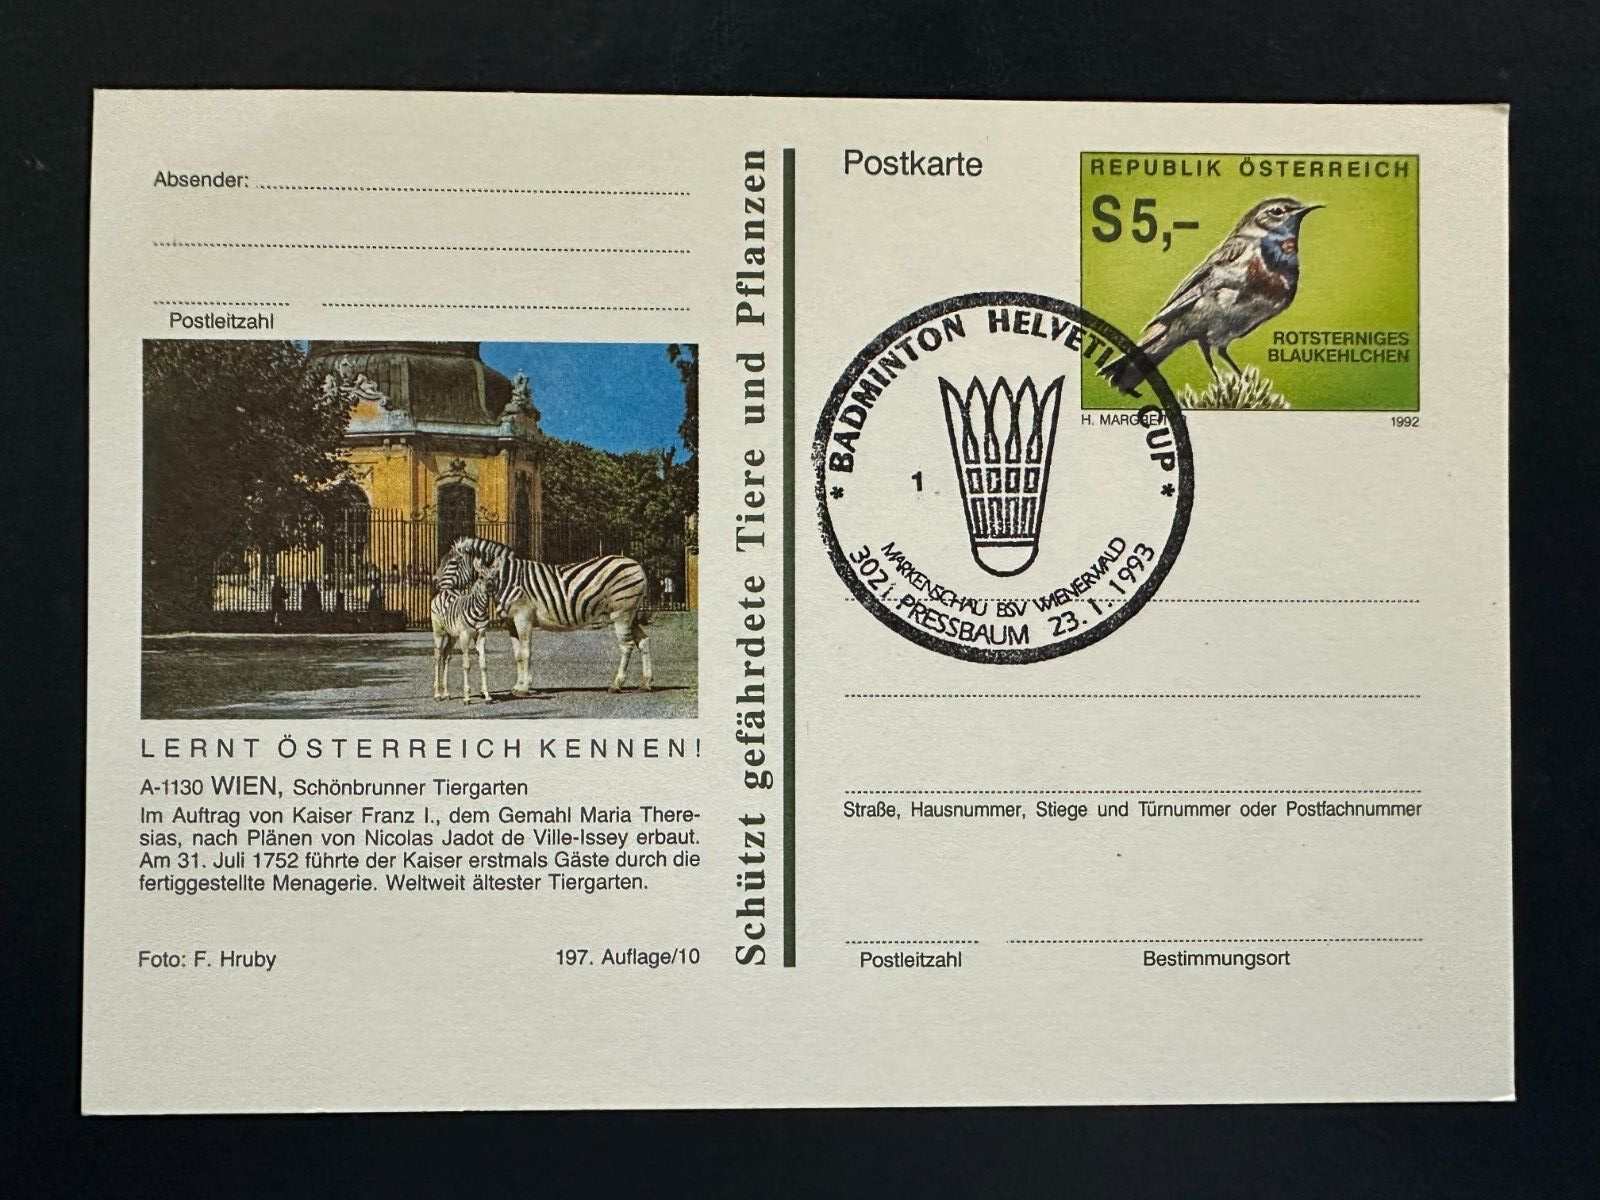 Absender:
Postleitzahl
LERNT ÖSTERREICH KENNEN!
A-1130 WIEN, Schönbrunner Tiergarten
Im Auftrag von Kaiser Franz I., dem Gemahl Maria There-
sias, nach Plänen von Nicolas Jadot de Ville-Issey erbaut.
Am 31. Juli 1752 führte der Kaiser erstmals Gäste durch die
fertiggestellte Menagerie. Weltweit ältester Tiergarten.
Foto: F. Hruby
197. Auflage/10
Schützt gefährdete Tiere und Pflanzen
Postkarte
REPUBLIK ÖSTERREICH
S 5,–
ROTSTERNIGES
BLAUKEHLCHEN
H. MARGREITER
1992
* BADMINTON HELVETIA-CUP *
1
MARKENSCHAU BSV WIENERWALD
3021 PRESSBAUM 23.1.1993
Straße, Hausnummer, Stiege und Türnummer oder Postfachnummer
Postleitzahl
Bestimmungsort